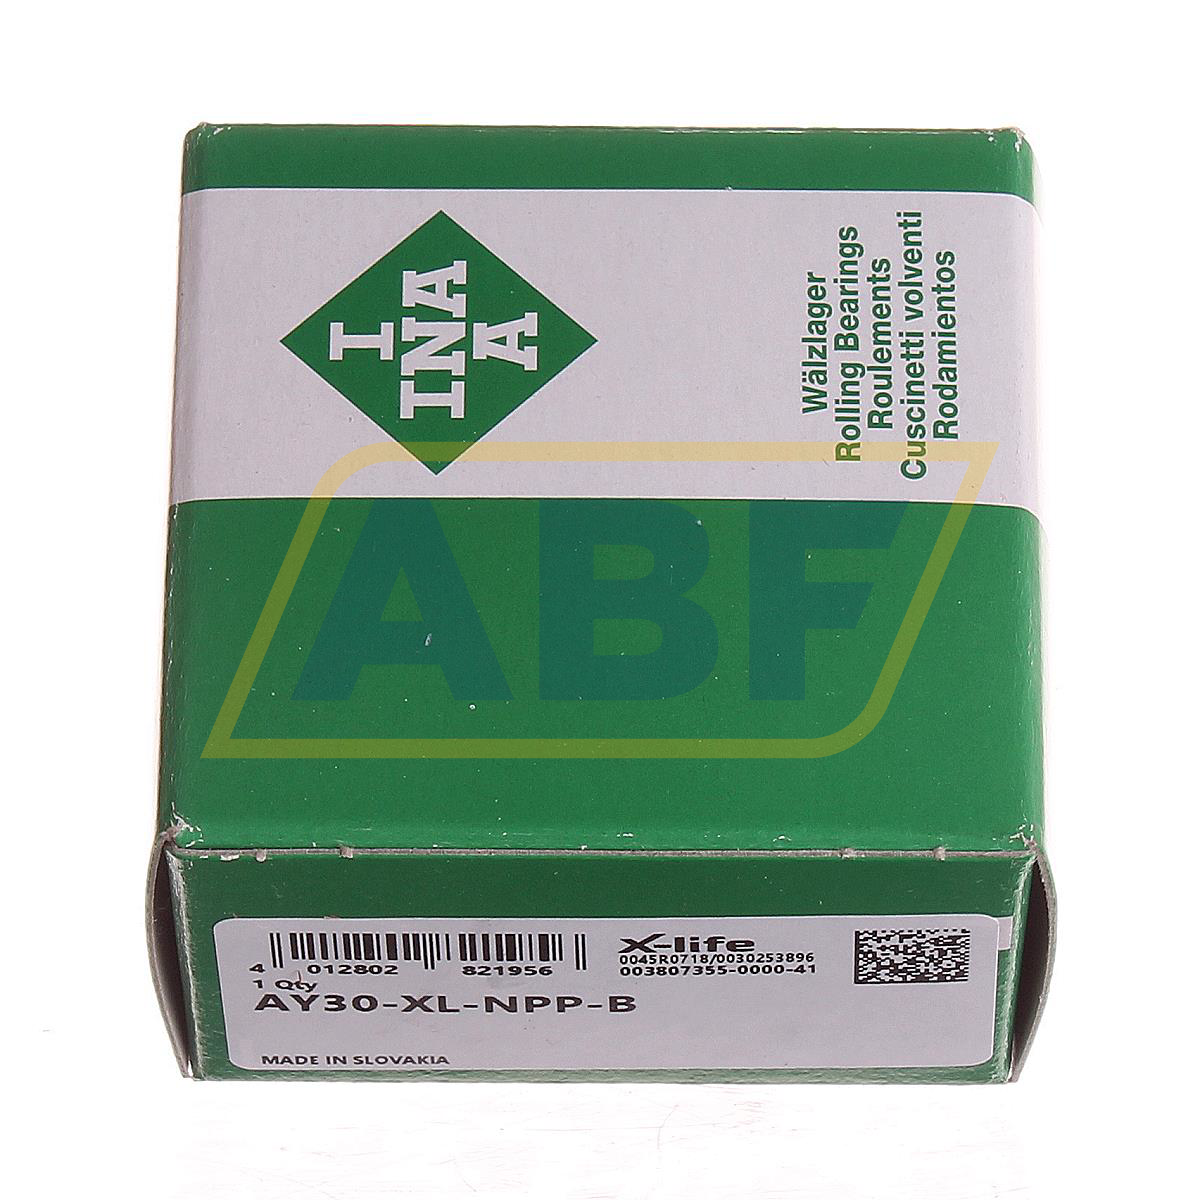 I
INA
A
Wälzlager
Rolling Bearings
Roulements
Cuscinetti volventi
Rodamientos
ABF
4 012802 821956
X-life
0045R0718/0030253896
003807355-0000-41
1 Qty
AY30-XL-NPP-B
MADE IN SLOVAKIA